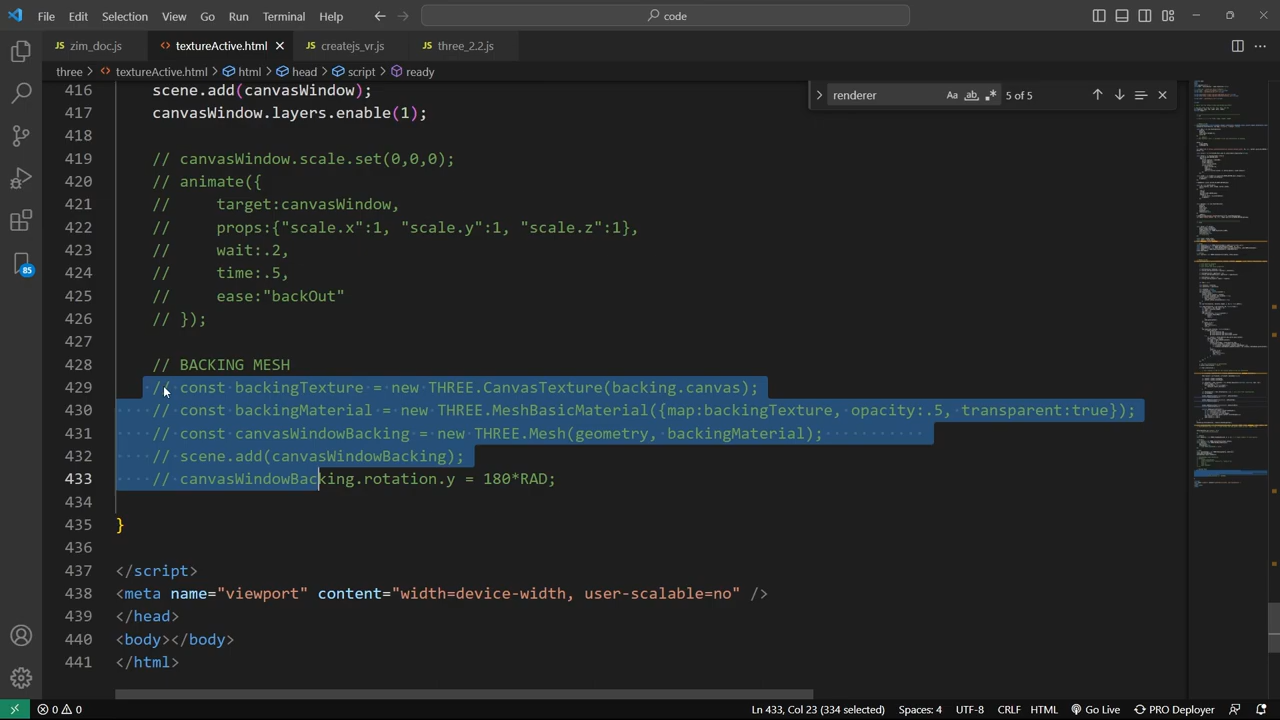 File Edit Selection View Go Run Terminal Help
code
zim_doc.js textureActive.html createjs_vr.js three_2.2.js
three > textureActive.html > html > head > script > ready
renderer ab 5 of 5
416 scene.add(canvasWindow);
417 canvasWindow.layers.enable(1);
418
419 // canvasWindow.scale.set(0,0,0);
420 // animate({
421 //     target:canvasWindow,
422 //     props:{"scale.x":1, "scale.y":1, "scale.z":1},
423 //     wait:.2,
424 //     time:.5,
425 //     ease:"backOut"
426 // });
427
428 // BACKING MESH
429 // const backingTexture = new THREE.CanvasTexture(backing.canvas);
430 // const backingMaterial = new THREE.MeshBasicMaterial({map:backingTexture, opacity:.5, transparent:true});
431 // const canvasWindowBacking = new THREE.Mesh(geometry, backingMaterial);
432 // scene.add(canvasWindowBacking);
433 // canvasWindowBacking.rotation.y = 180*RAD;
434
435 }
436
437 </script>
438 <meta name="viewport" content="width=device-width, user-scalable=no" />
439 </head>
440 <body></body>
441 </html>
85
0 0 Ln 433, Col 23 (334 selected) Spaces: 4 UTF-8 CRLF HTML Go Live PRO Deployer